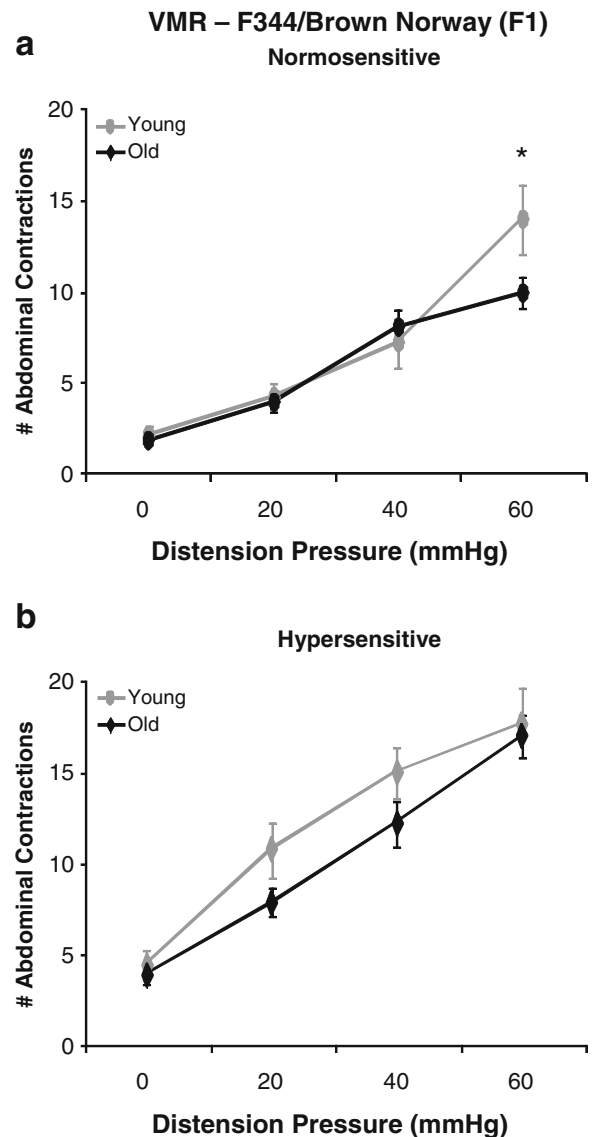 VMR – F344/Brown Norway (F1)
a
Normosensitive
20
Young
Old
*
15
10
5
0
# Abdominal Contractions
0 20 40 60
Distension Pressure (mmHg)
b
Hypersensitive
20
Young
Old
15
10
5
0
# Abdominal Contractions
0 20 40 60
Distension Pressure (mmHg)